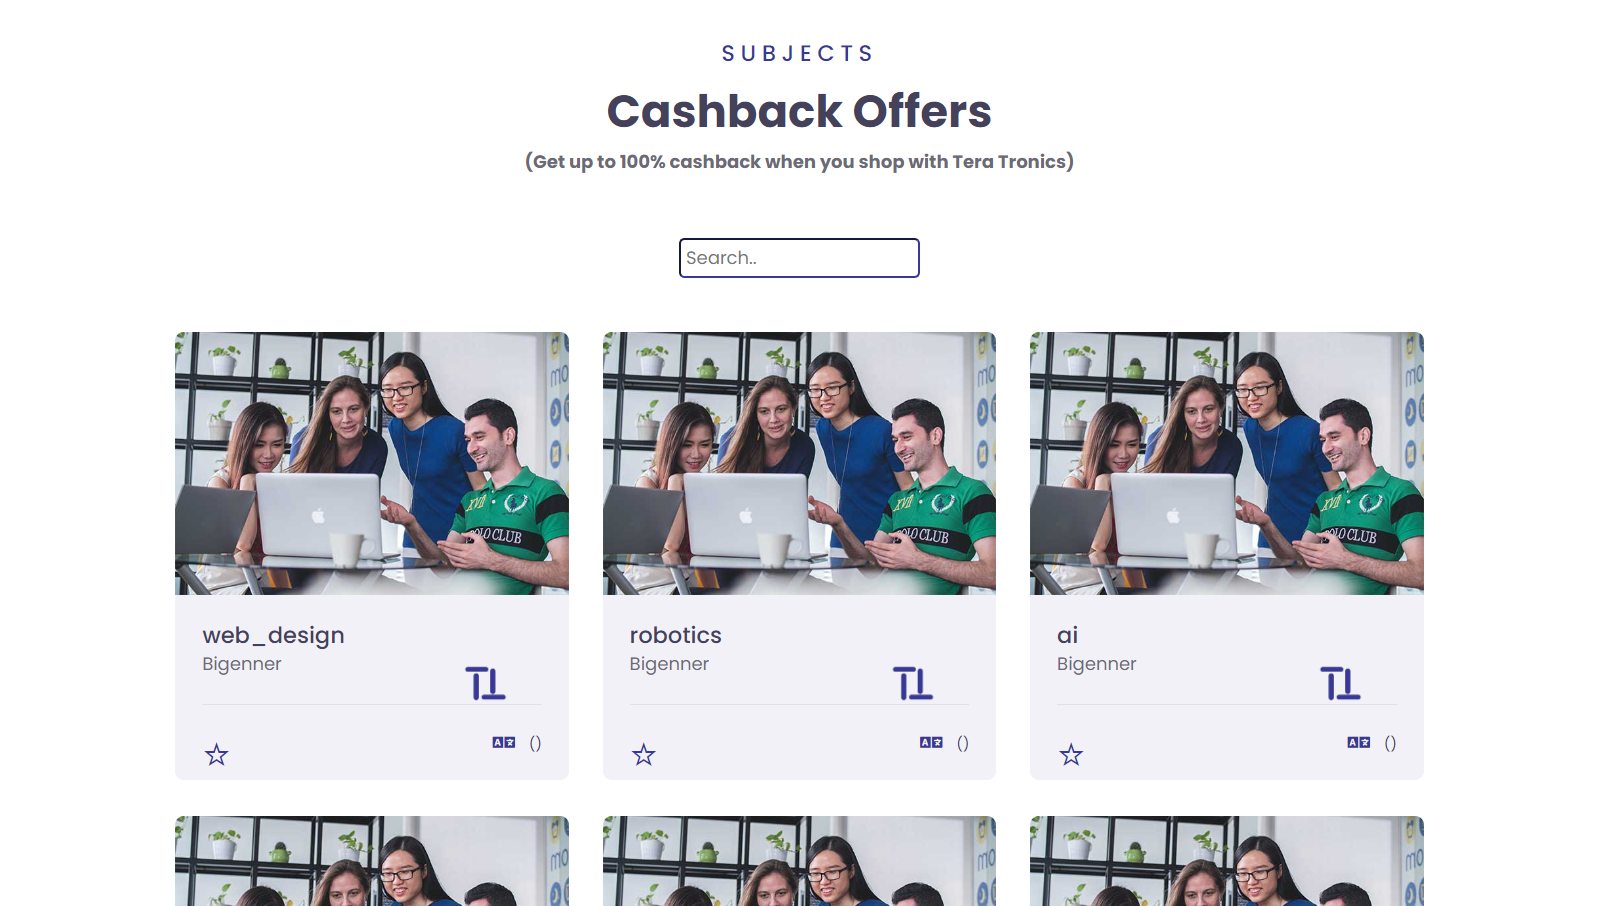 SUBJECTS
Cashback Offers
(Get up to 100% cashback when you shop with Tera Tronics)
Search..
web_design
Bigenner
()
robotics
Bigenner
()
ai
Bigenner
()